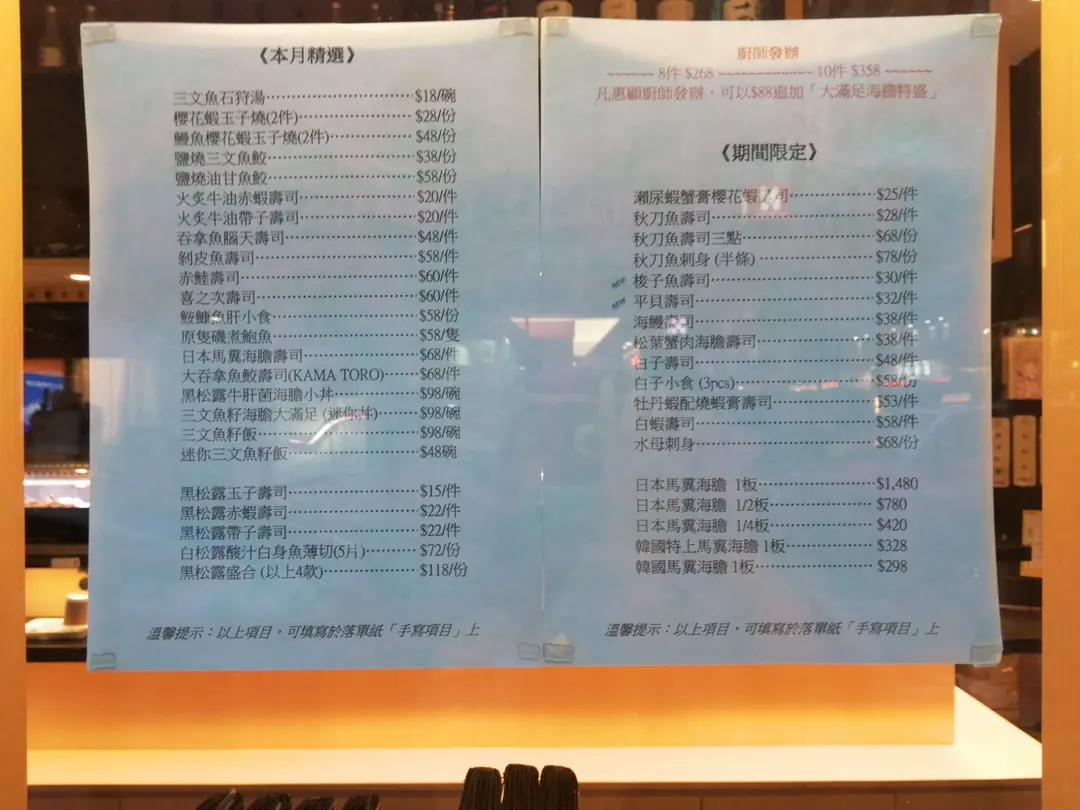 《本月精選》
三文魚石狩湯 $18/碗
櫻花蝦玉子燒(2件) $28/份
鰻魚櫻花蝦玉子燒(2件) $48/份
鹽燒三文魚鮫 $38/份
鹽燒油甘魚鮫 $58/份
火炙牛油赤蝦壽司 $20/件
火炙牛油帶子壽司 $20/件
吞拿魚腦天壽司 $48/件
剝皮魚壽司 $58/件
赤鯥壽司 $60/件
喜之次壽司 $60/件
鮟鱇魚肝小食 $58/份
原隻磯煮鮑魚 $58/隻
日本馬糞海膽壽司 $68/件
大吞拿魚鮫壽司(KAMA TORO) $68/件
黑松露牛肝菌海膽小丼 $98/碗
三文魚籽海膽大滿足 (迷你丼) $98/碗
三文魚籽飯 $98/碗
迷你三文魚籽飯 $48碗
黑松露玉子壽司 $15/件
黑松露赤蝦壽司 $22/件
黑松露帶子壽司 $22/件
白松露酸汁白身魚薄切(5片) $72/份
黑松露盛合 (以上4款) $118/份
溫馨提示：以上項目，可填寫於落單紙「手寫項目」上
廚師發辦
~~~~~~ 8件 $268 ~~~~~~~~~~~~ 10件 $358 ~~~~~~
凡惠顧廚師發辦，可以$88追加「大滿足海膽特盛」
《期間限定》
瀨尿蝦蟹膏櫻花蝦壽司 $25/件
秋刀魚壽司 $28/件
秋刀魚壽司三點 $68/份
秋刀魚刺身 (半條) $78/份
NEW 梭子魚壽司 $30/件
NEW 平貝壽司 $32/件
海鰻壽司 $38/件
松葉蟹肉海膽壽司 $38/件
白子壽司 $48/件
白子小食 (3pcs) $58/份
牡丹蝦配燒蝦膏壽司 $53/件
白蝦壽司 $58/件
水母刺身 $68/份
日本馬糞海膽 1板 $1,480
日本馬糞海膽 1/2板 $780
日本馬糞海膽 1/4板 $420
韓國特上馬糞海膽 1板 $328
韓國馬糞海膽 1板 $298
溫馨提示：以上項目，可填寫於落單紙「手寫項目」上